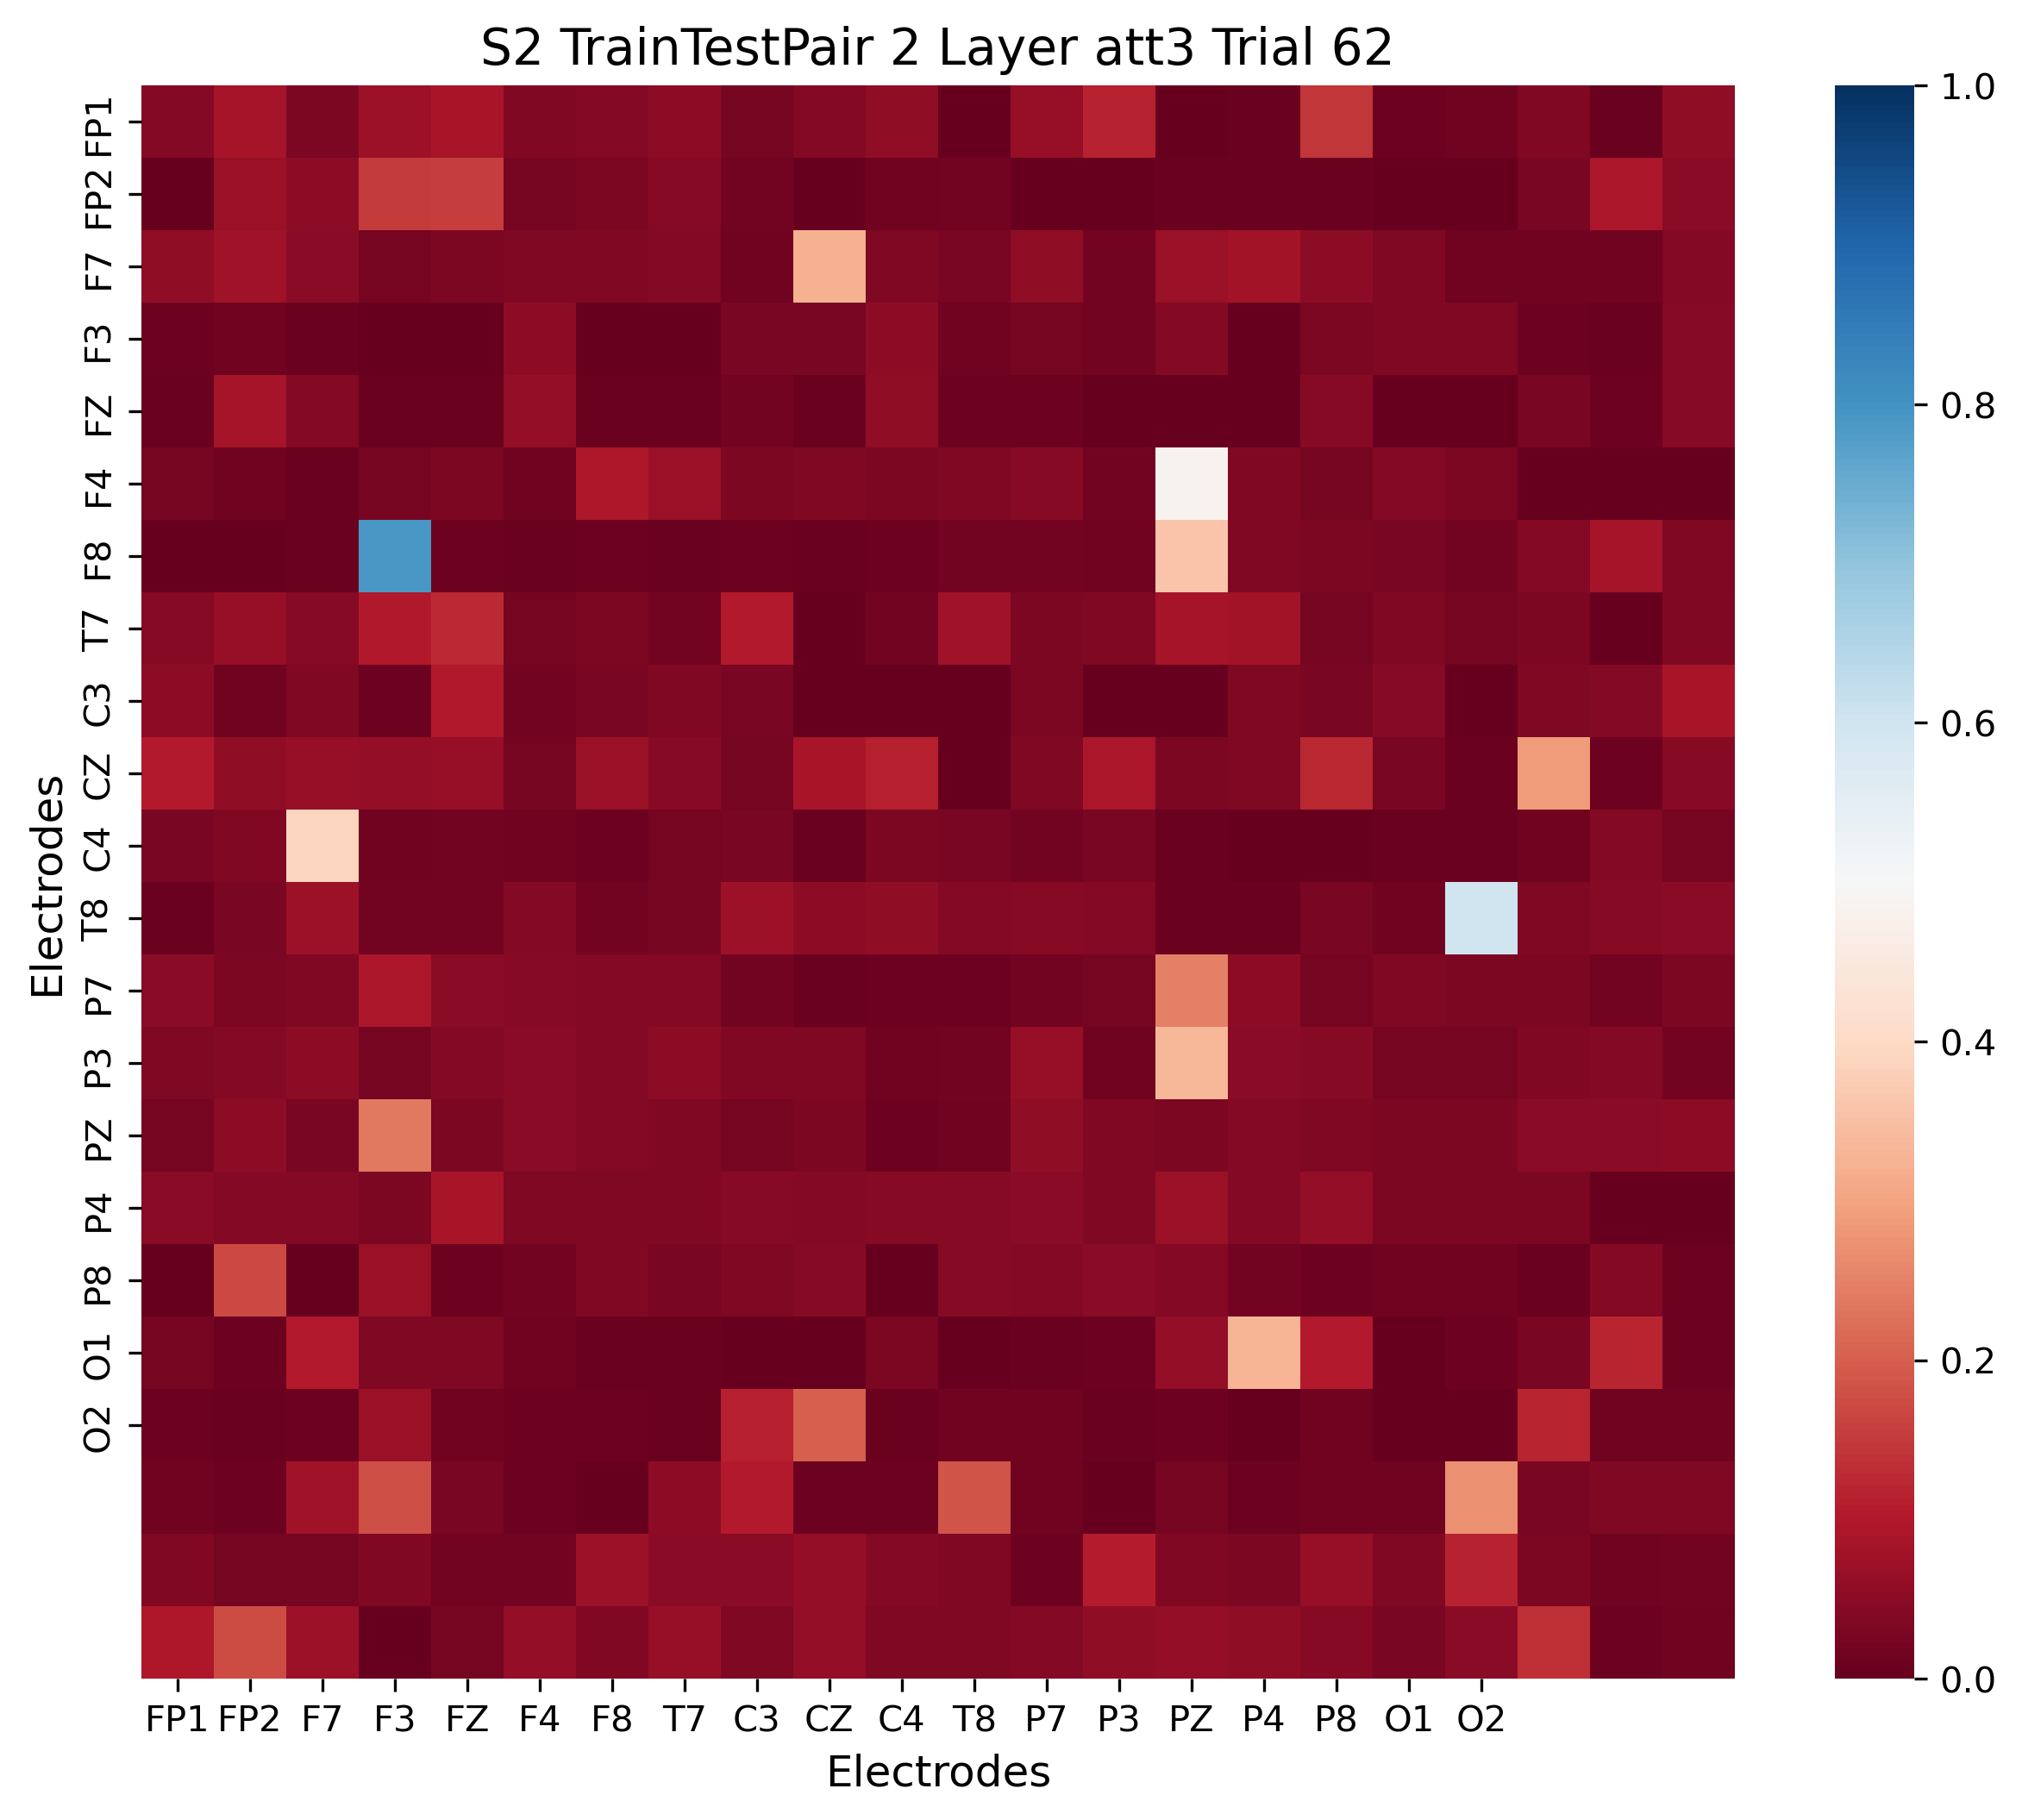 S2 TrainTestPair 2 Layer att3 Trial 62
Electrodes
FP1
FP2
F7
F3
FZ
F4
F8
T7
C3
CZ
C4
T8
P7
P3
PZ
P4
P8
O1
O2
FP1 FP2 F7 F3 FZ F4 F8 T7 C3 CZ C4 T8 P7 P3 PZ P4 P8 O1 O2
Electrodes
1.0
0.8
0.6
0.4
0.2
0.0